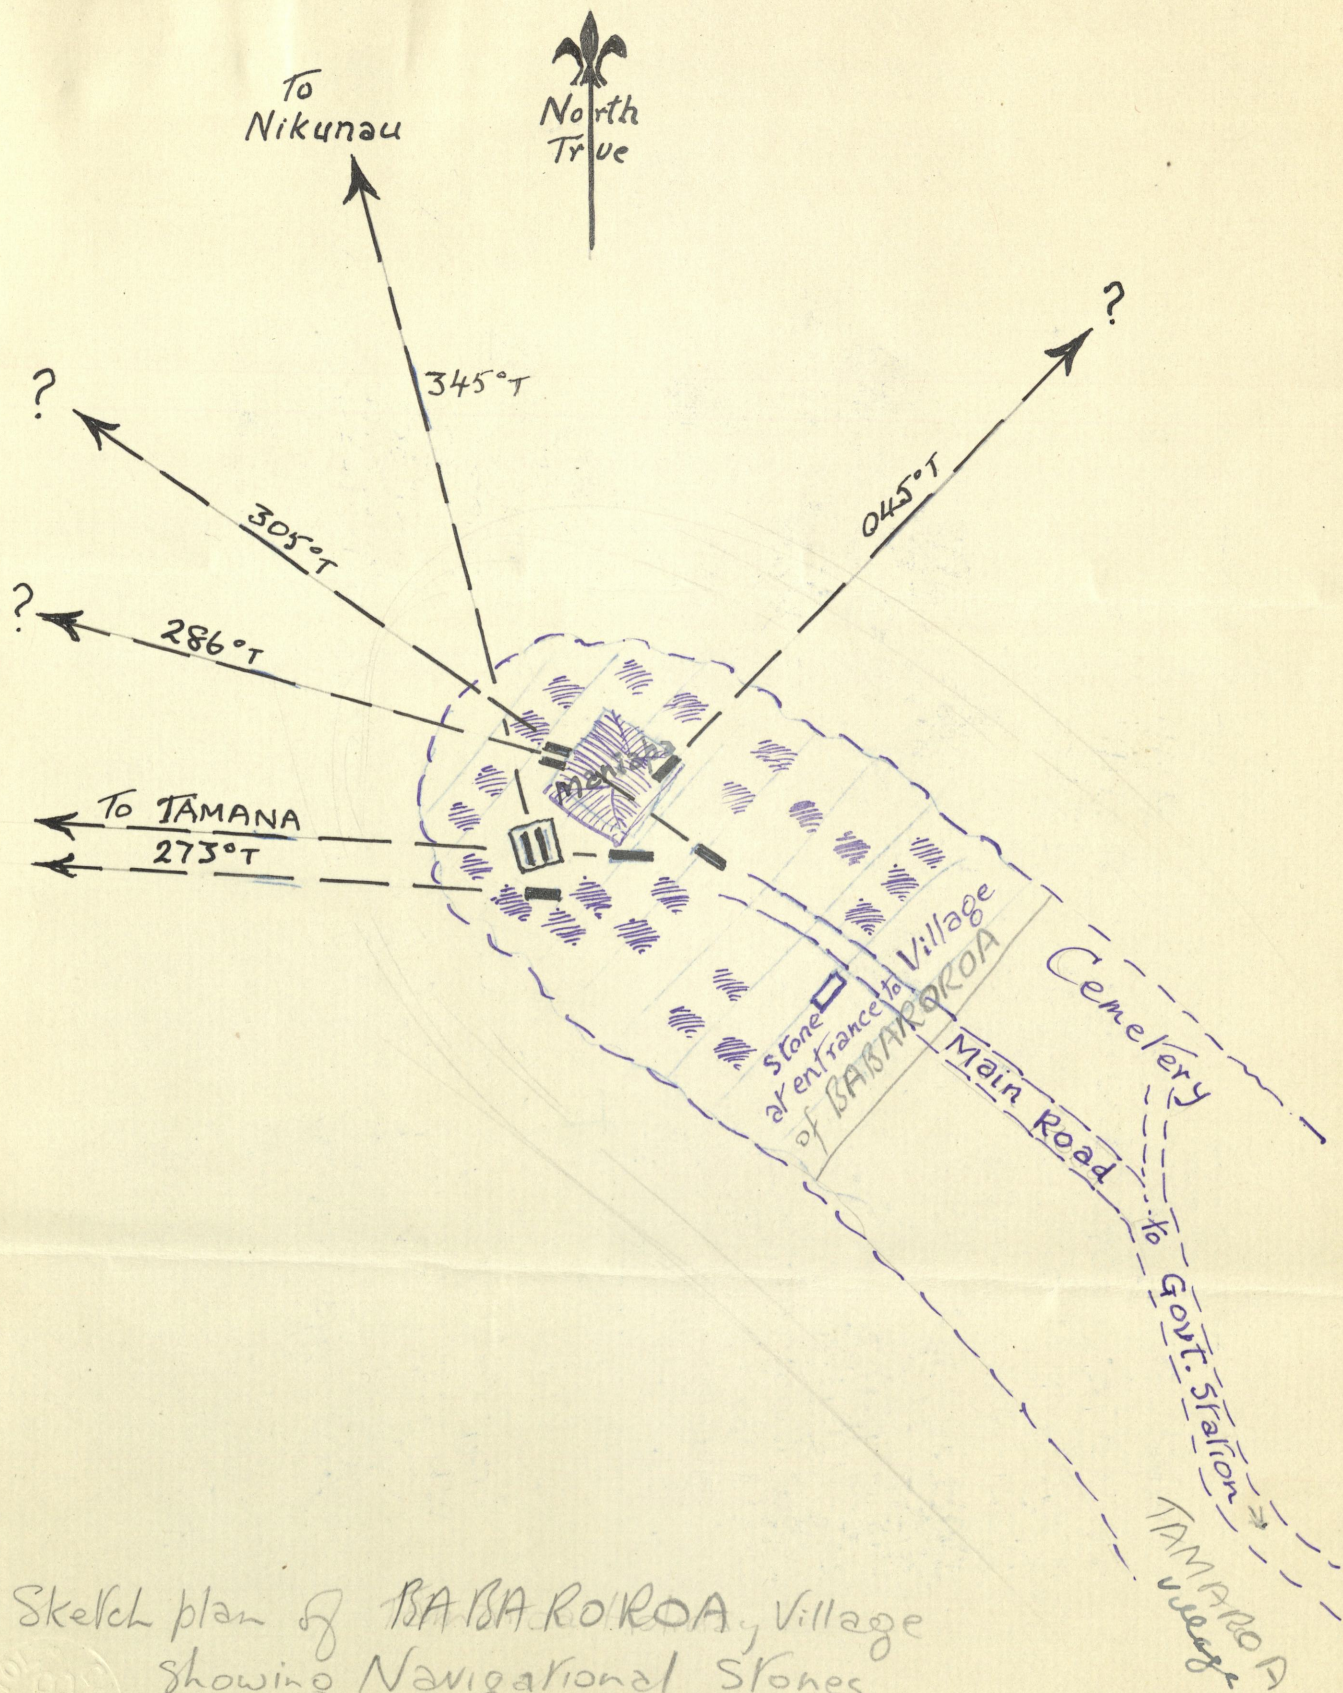 To
Nikunau
North
True
?
345°T
?
045°T
305°T
?
286°T
Maniaba
To TAMANA
273°T
Stone
at entrance to Village
of BABAROROA
Cemetery
Main Road
to Govt. Station
TAMAROA
village
Sketch plan of BABAROROA Village
showing Navigational Stones